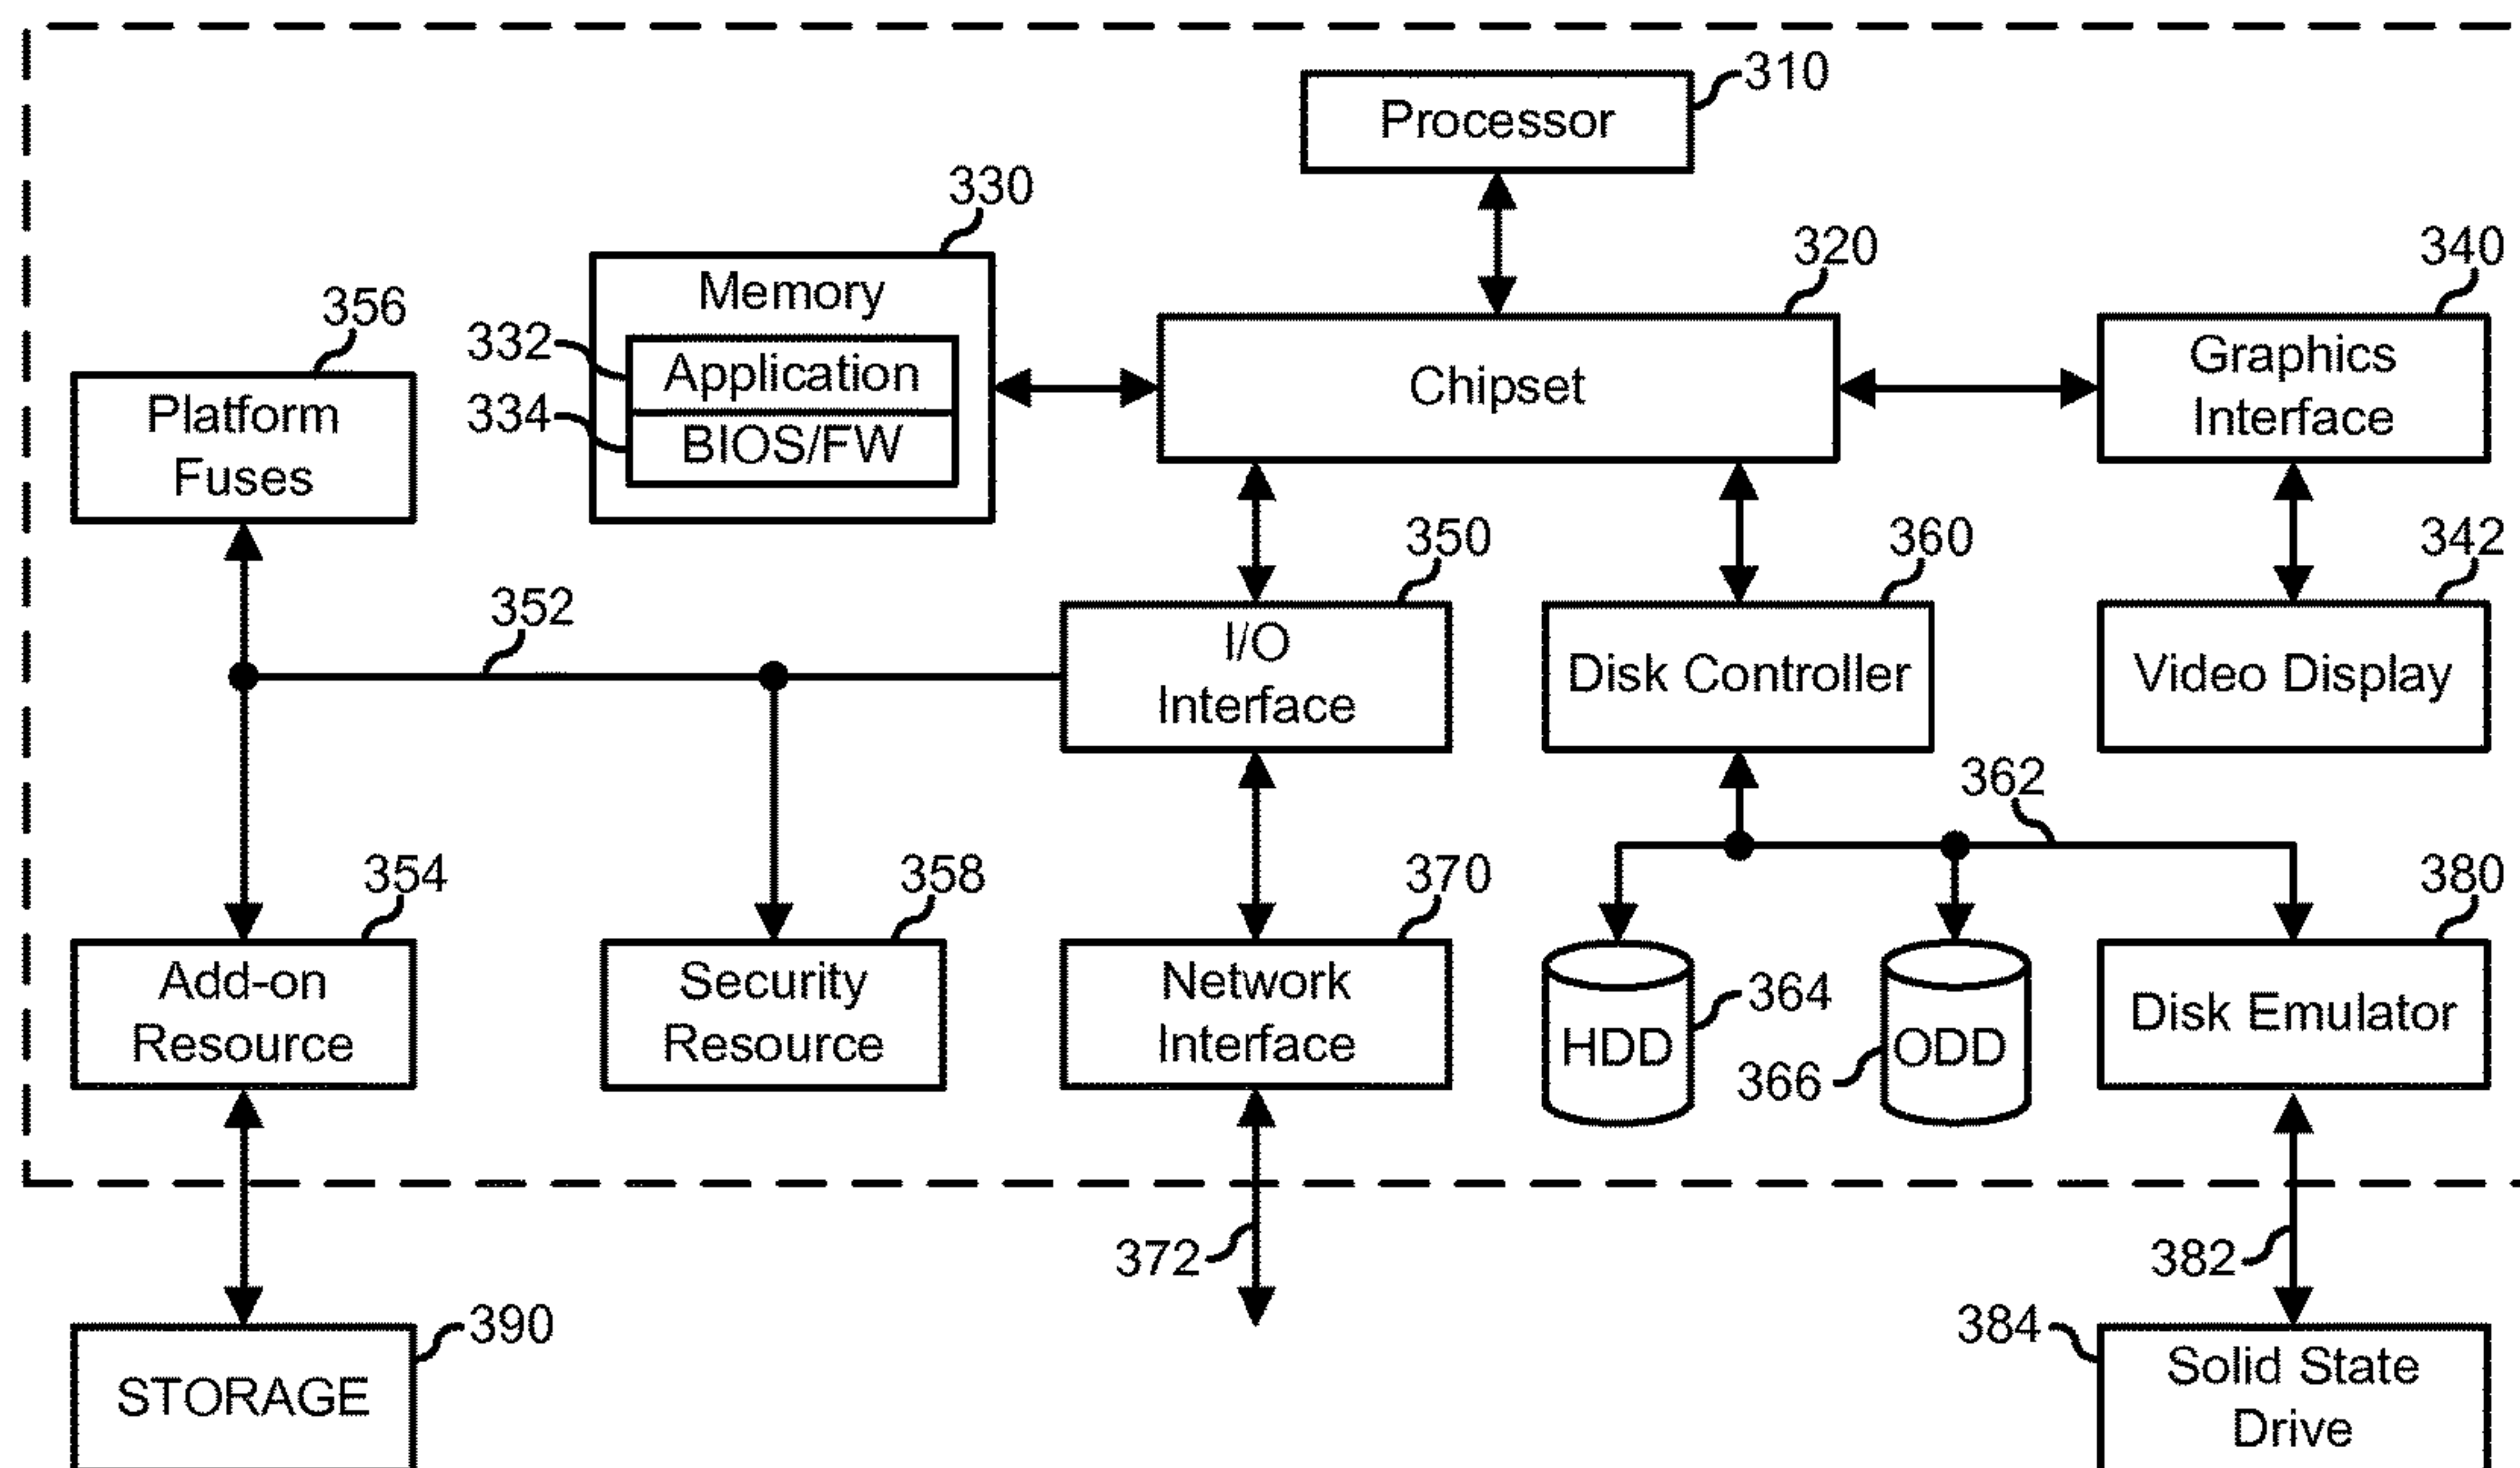 310
Processor
330
320
340
356
Memory
332
Application
334
BIOS/FW
Platform
Fuses
Chipset
Graphics
Interface
352
350
360
342
I/O
Interface
Disk Controller
Video Display
362
354
358
370
380
Add-on
Resource
Security
Resource
Network
Interface
364
HDD
366
ODD
Disk Emulator
372
382
390
STORAGE
384
Solid State
Drive